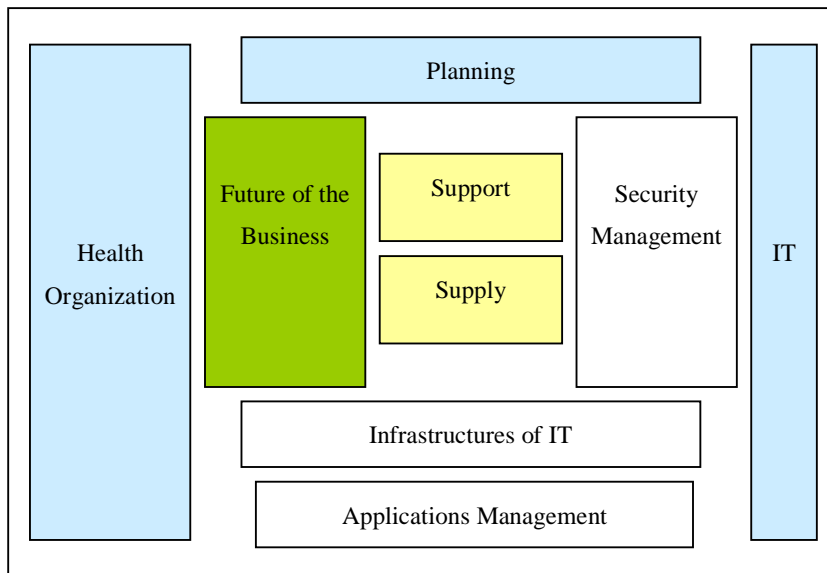 Planning
Health
Organization
Future of the
Business
Support
Supply
Security
Management
IT
Infrastructures of IT
Applications Management